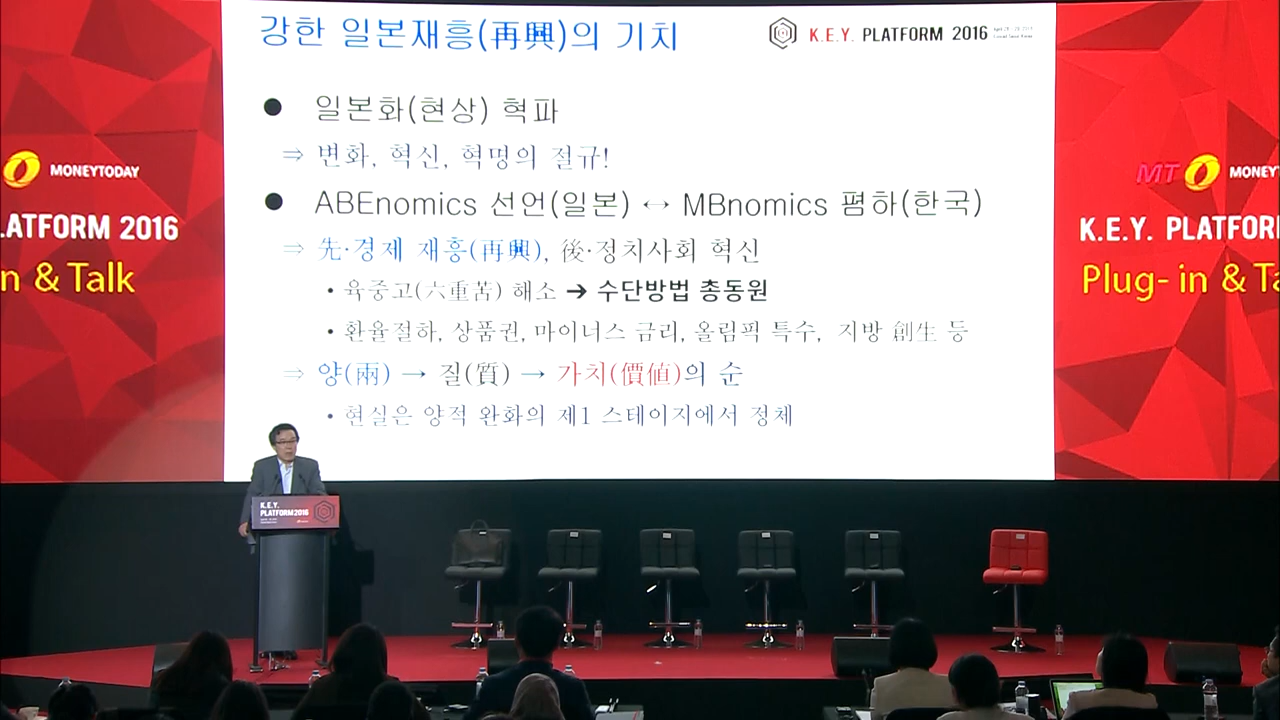 강한 일본재흥(再興)의 기치
K.E.Y. PLATFORM 2016
● 일본화(현상) 혁파
⇒ 변화, 혁신, 혁명의 절규!
● ABEnomics 선언(일본) ↔ MBnomics 폄하(한국)
⇒ 先·경제 재흥(再興), 後·정치사회 혁신
• 육중고(六重苦) 해소 ➔ 수단방법 총동원
• 환율절하, 상품권, 마이너스 금리, 올림픽 특수, 지방 創生 등
⇒ 양(兩) → 질(質) → 가치(價値)의 순
• 현실은 양적 완화의 제1 스테이지에서 정체
MONEYTODAY
LATFORM 2016
n & Talk
MT MONEY
K.E.Y. PLATFOR
Plug-in & Ta
K.E.Y.
PLATFORM 2016